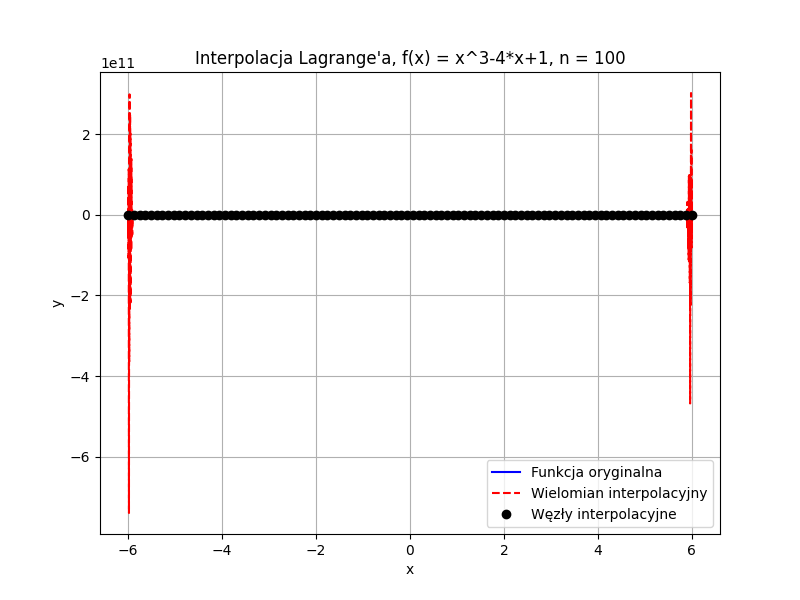 Interpolacja Lagrange'a, f(x) = x^3-4*x+1, n = 100
1e11
2
0
−2
−4
−6
y
−6 −4 −2 0 2 4 6
x
Funkcja oryginalna
Wielomian interpolacyjny
Węzły interpolacyjne